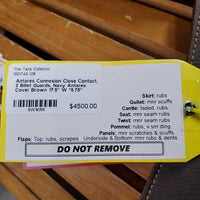 The Tack Collector
Antares Connexion Close Contact,
2 Billet Guards, Navy Antares
Cover Brown 17.5" W *5.75"
$4500.00
Skirt: rubs
Gullet: mnr scuffs
Cantle: faded, rubs
Seat: mnr seam rubs
Twist: mnr seam rubs
Pommel: rubs, v sm ding
Panels: mnr scratches & scuffs
Flaps: Top: rubs, scrapes Underside & Bottom: mnr rubs & dents
DO NOT REMOVE